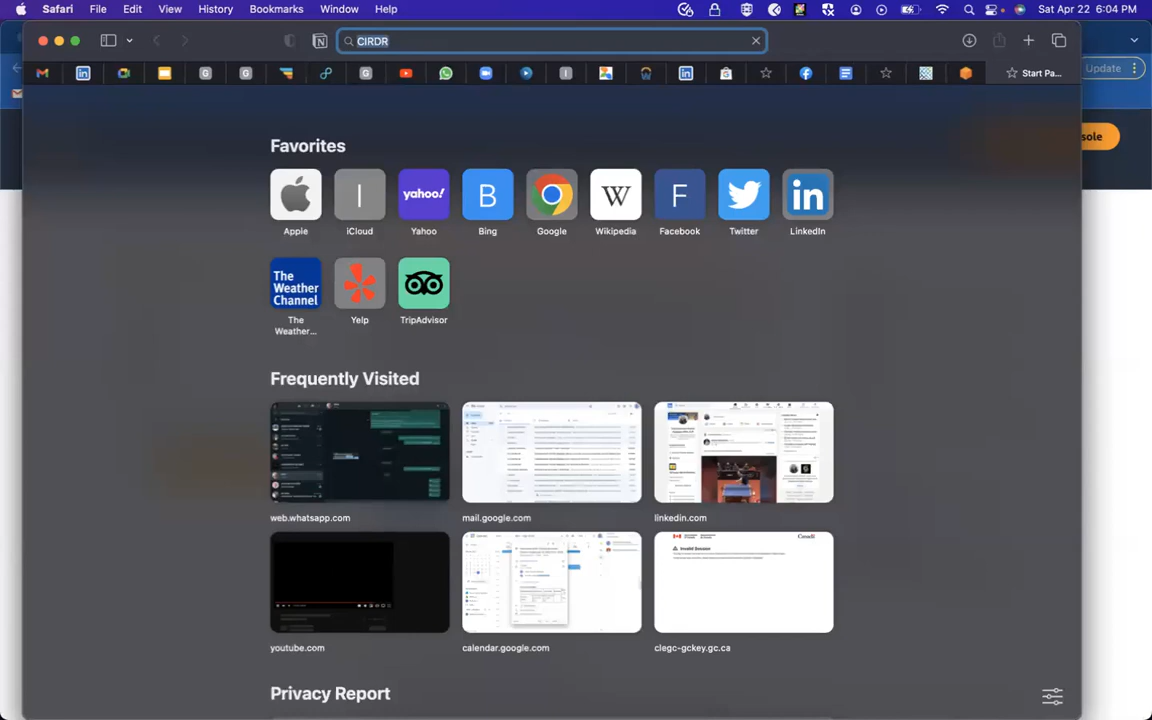 Safari File Edit View History Bookmarks Window Help Sat Apr 22 6:04 PM
CIRDR
Start Pa... Update
sole
Favorites
I yahoo! B W F in
Apple iCloud Yahoo Bing Google Wikipedia Facebook Twitter LinkedIn
The
Weather
Channel
The
Weather...
Yelp TripAdvisor
Frequently Visited
web.whatsapp.com mail.google.com linkedin.com
Canada
youtube.com calendar.google.com clegc-gckey.gc.ca
Privacy Report